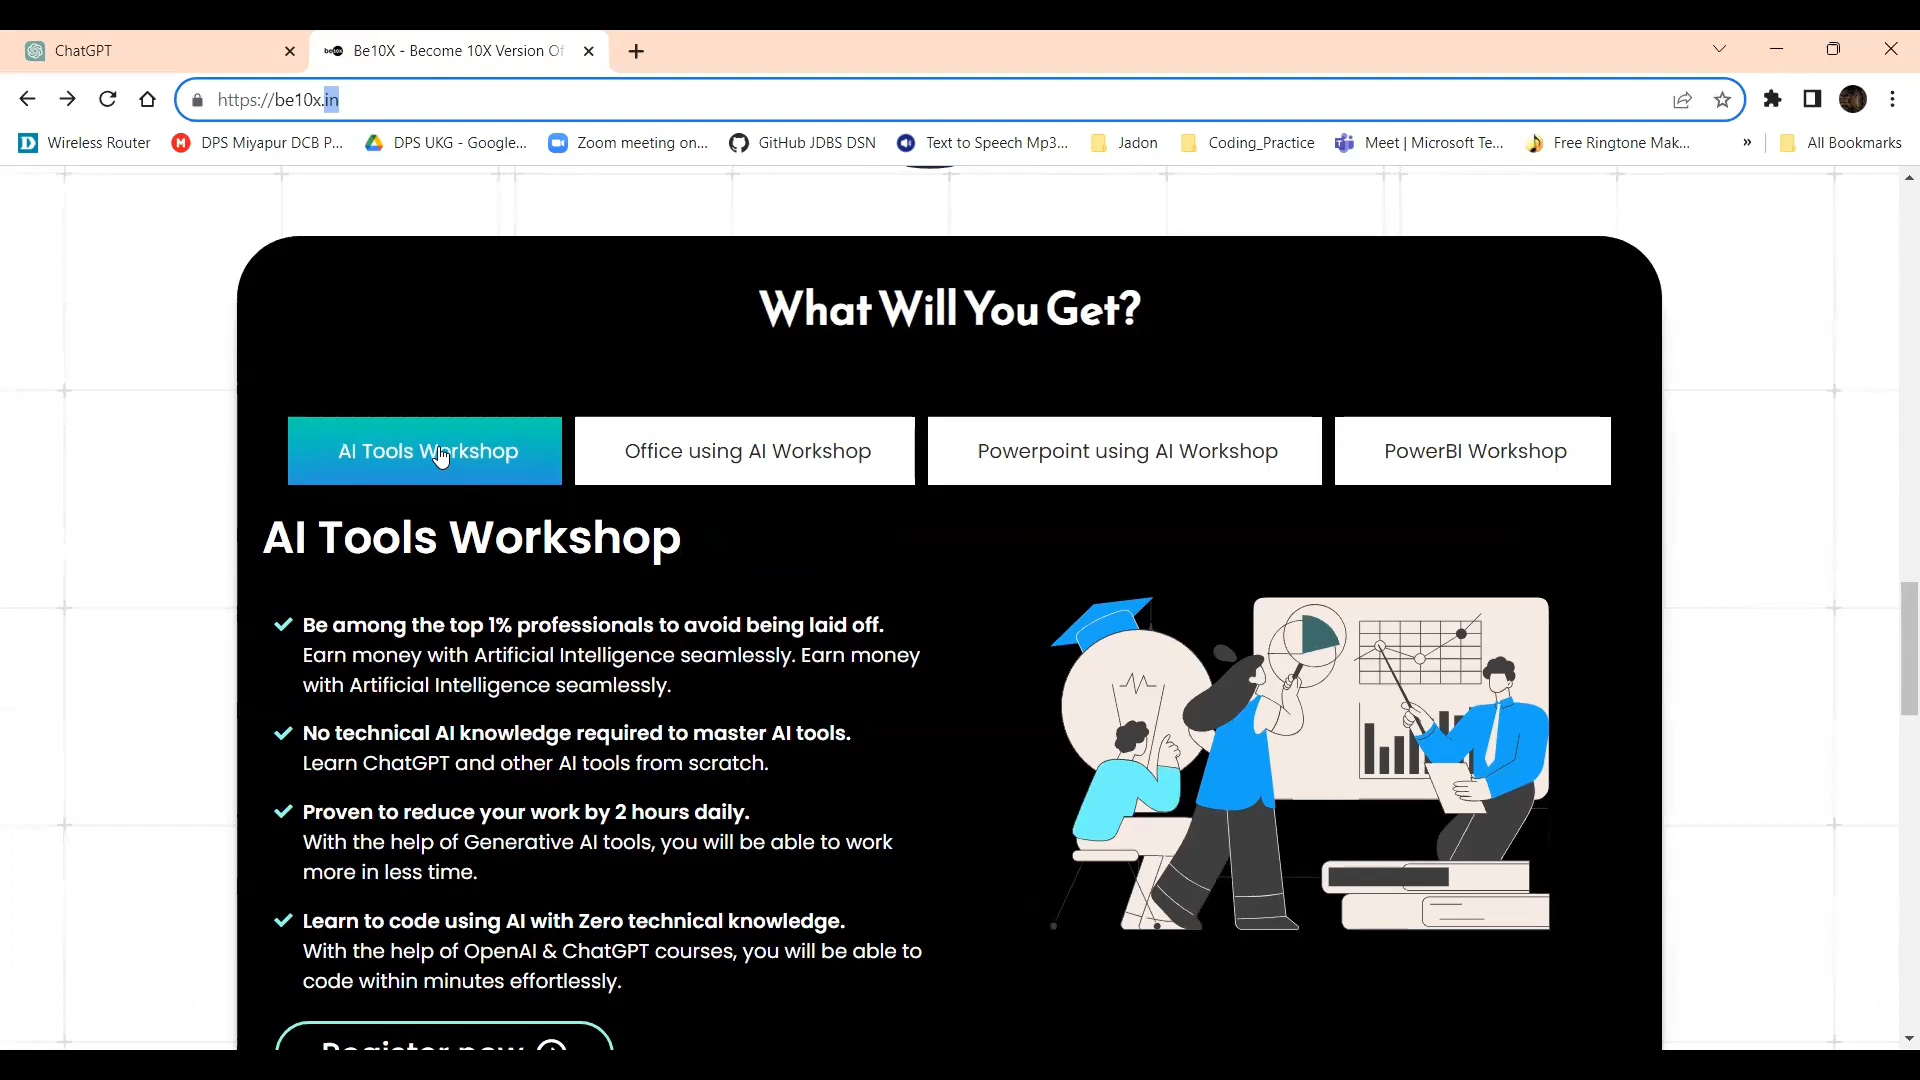 ChatGPT
be10x Be10X - Become 10X Version Of
https://be10x.in
Wireless Router
DPS Miyapur DCB P...
DPS UKG - Google...
Zoom meeting on...
GitHub JDBS DSN
Text to Speech Mp3...
Jadon
Coding_Practice
Meet | Microsoft Te...
Free Ringtone Mak...
»
All Bookmarks
What Will You Get?
AI Tools Workshop
Office using AI Workshop
Powerpoint using AI Workshop
PowerBI Workshop
AI Tools Workshop
Be among the top 1% professionals to avoid being laid off.
Earn money with Artificial Intelligence seamlessly. Earn money
with Artificial Intelligence seamlessly.
No technical AI knowledge required to master AI tools.
Learn ChatGPT and other AI tools from scratch.
Proven to reduce your work by 2 hours daily.
With the help of Generative AI tools, you will be able to work
more in less time.
Learn to code using AI with Zero technical knowledge.
With the help of OpenAI & ChatGPT courses, you will be able to
code within minutes effortlessly.
Register now